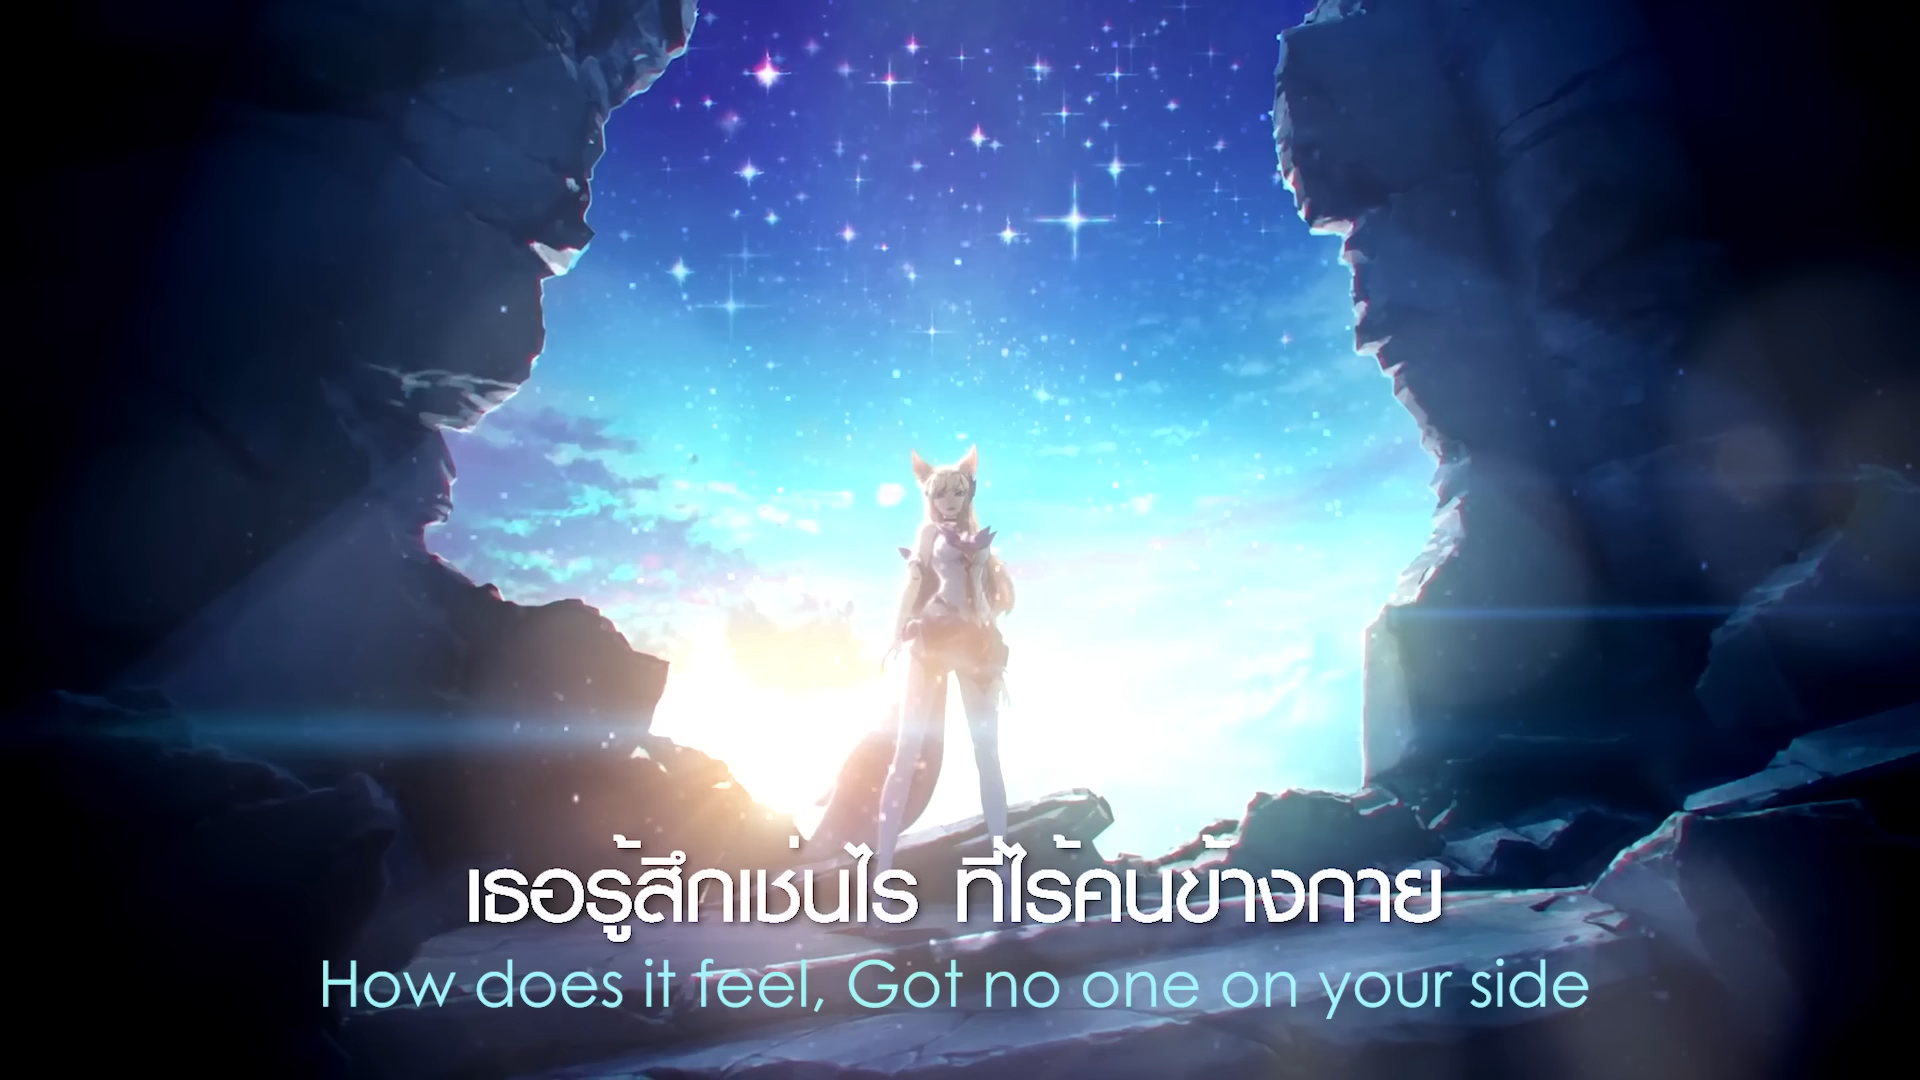 เธอรู้สึกเช่นไร ที่ไร้คนข้างกาย
How does it feel, Got no one on your side